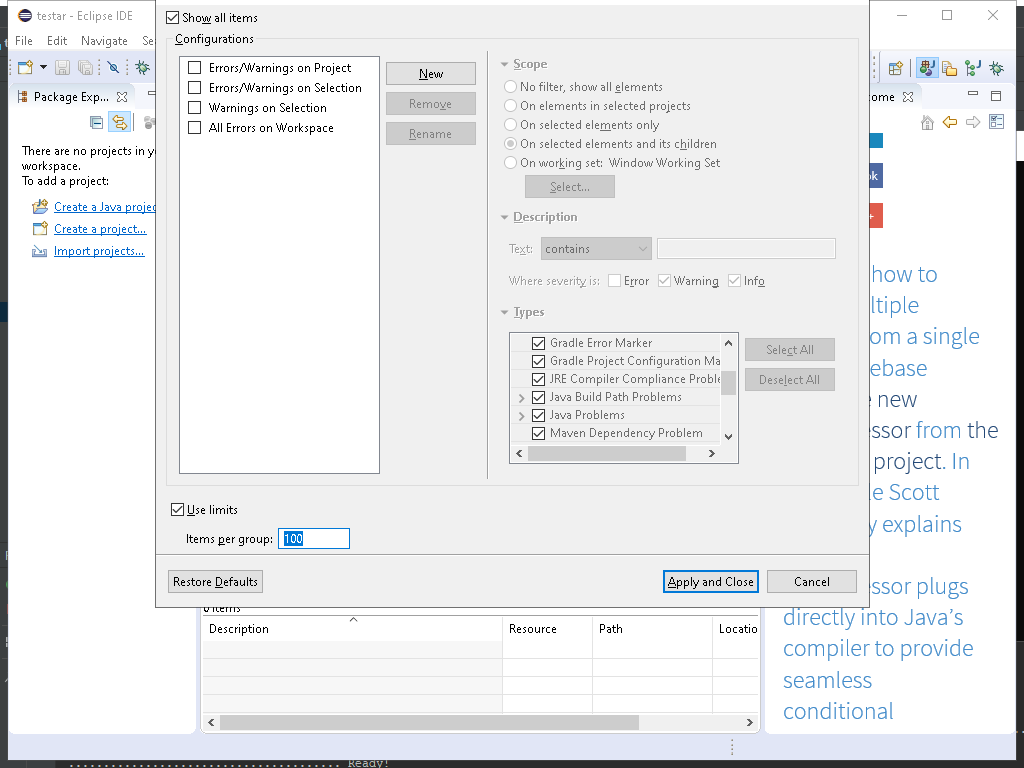 testar - Eclipse IDE
File Edit Navigate
Package Exp...
There are no projects in
workspace.
To add a project:
Create a Java projec
Create a project...
Import projects...
Show all items
Configurations
Errors/Warnings on Project
Errors/Warnings on Selection
Warnings on Selection
All Errors on Workspace
New
Remove
Rename
Scope
No filter, show all elements
On elements in selected projects
On selected elements only
On selected elements and its children
On working set: Window Working Set
Select...
Description
Text: contains
Where severity is: Error Warning Info
Types
Gradle Error Marker
Gradle Project Configuration Ma
JRE Compiler Compliance Proble
Java Build Path Problems
Java Problems
Maven Dependency Problem
Select All
Deselect All
Use limits
Items per group: 100
Restore Defaults
Apply and Close
Cancel
0 items
Description Resource Path Locatio
ome
how to
ltiple
om a single
ebase
new
essor from the
project. In
le Scott
y explains
essor plugs
directly into Java's
compiler to provide
seamless
conditional
Ready!